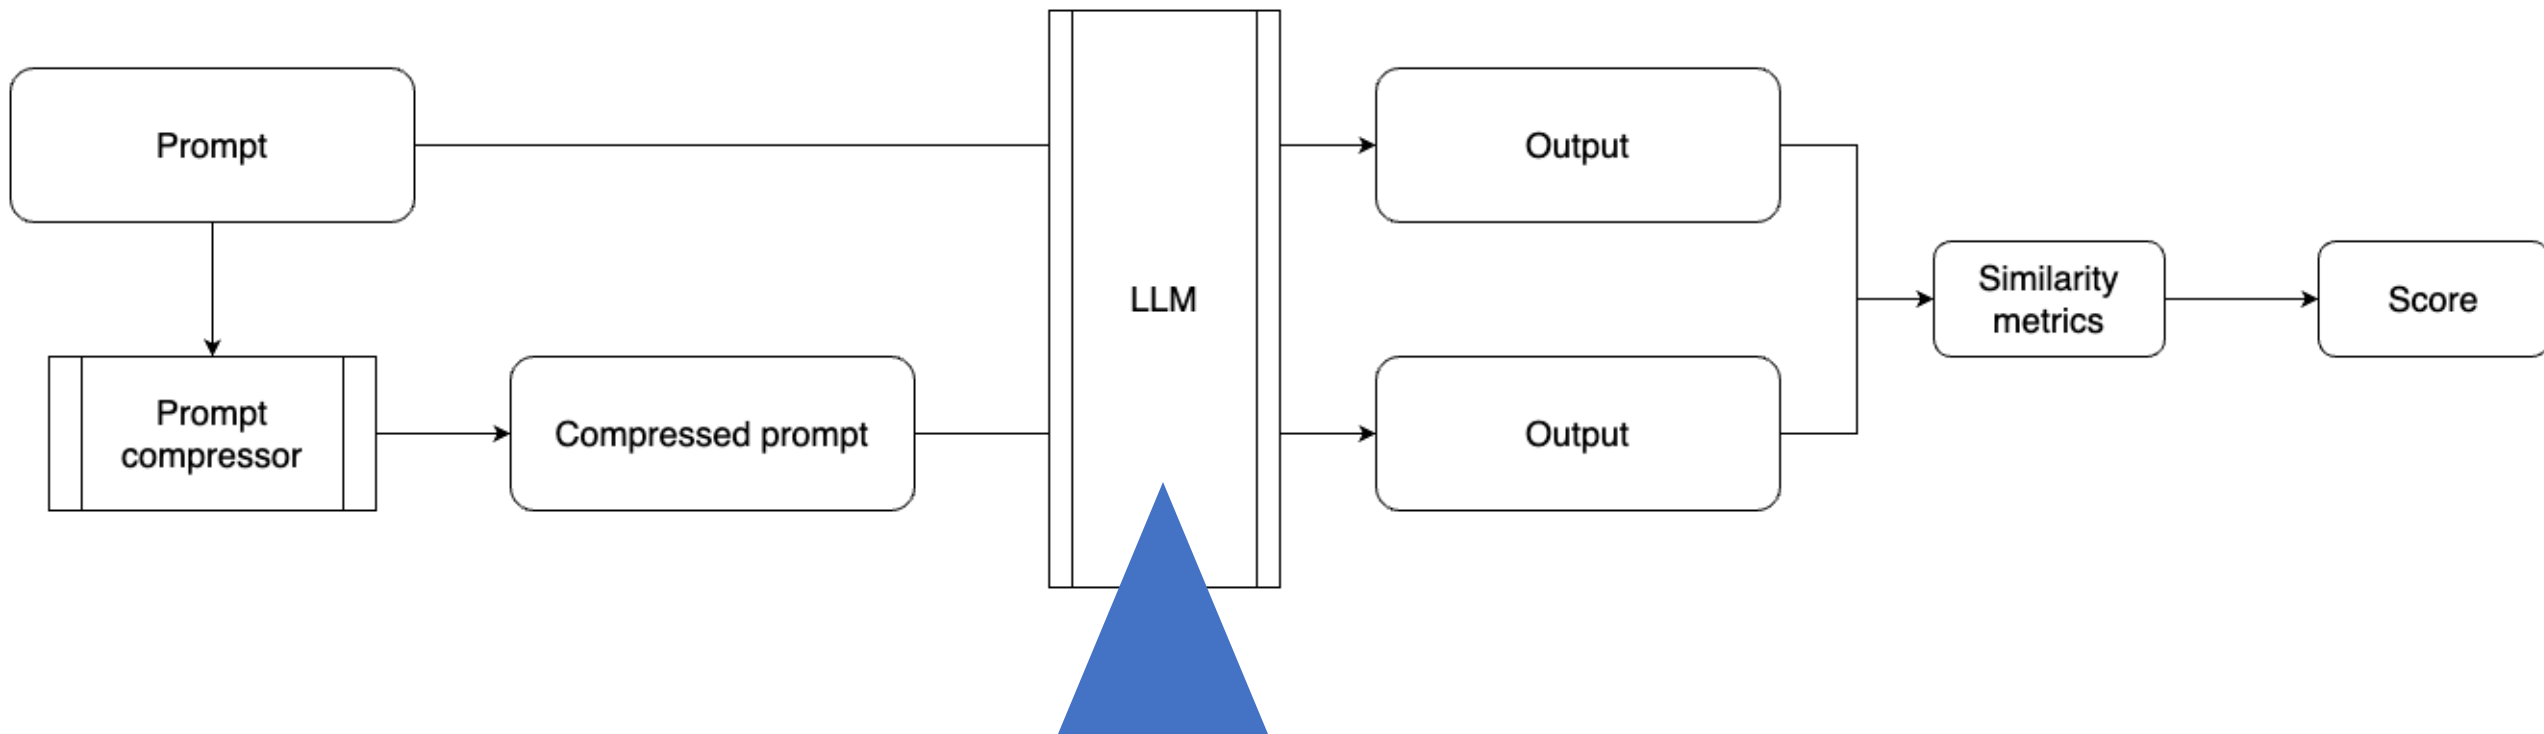 Prompt
Output
LLM
Similarity
metrics
Score
Prompt
compressor
Compressed prompt
Output